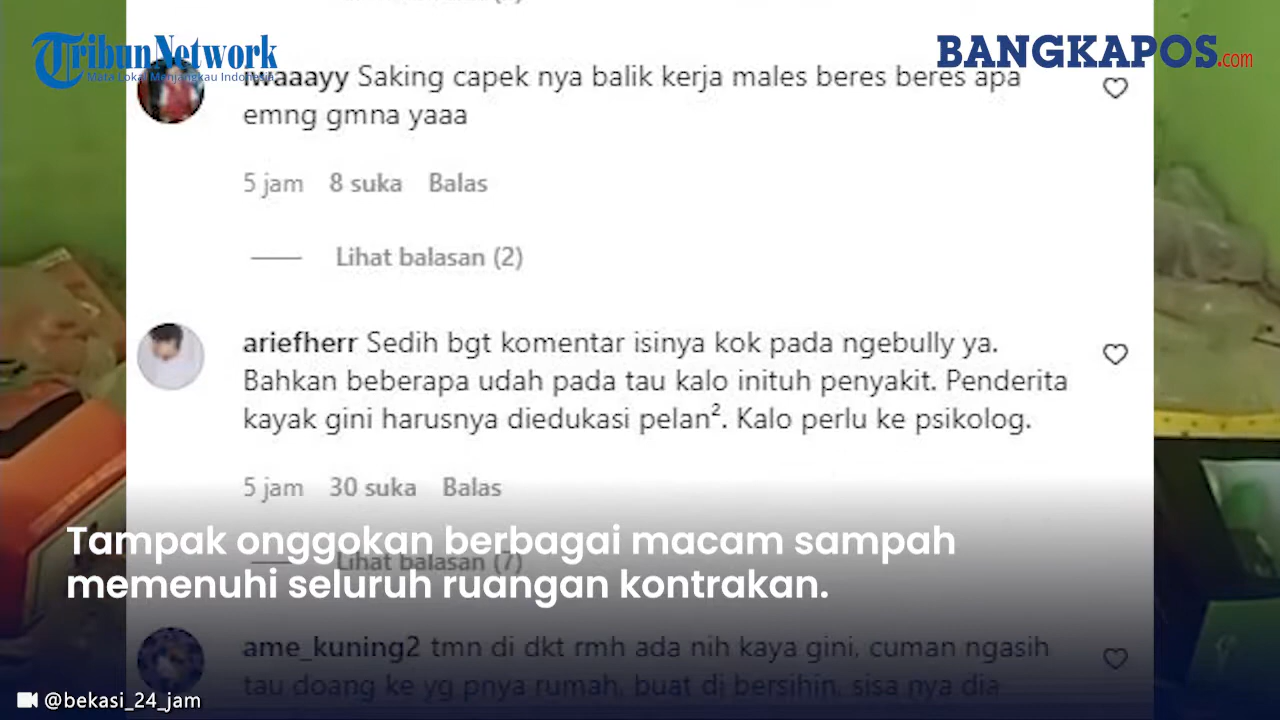 TribunNetwork
Mata Lokal Menjangkau Indonesia
BANGKAPOS.com
iwaaayy Saking capek nya balik kerja males beres beres apa
emng gmna yaaa
5 jam 8 suka Balas
Lihat balasan (2)
ariefherr Sedih bgt komentar isinya kok pada ngebully ya.
Bahkan beberapa udah pada tau kalo inituh penyakit. Penderita
kayak gini harusnya diedukasi pelan². Kalo perlu ke psikolog.
5 jam 30 suka Balas
Tampak onggokan berbagai macam sampah
Lihat balasan (7)
memenuhi seluruh ruangan kontrakan.
ame_kuning2 tmn di dkt rmh ada nih kaya gini, cuman ngasih
tau doang ke yg pnya rumah, buat di bersihin, sisa nya dia
@bekasi_24_jam